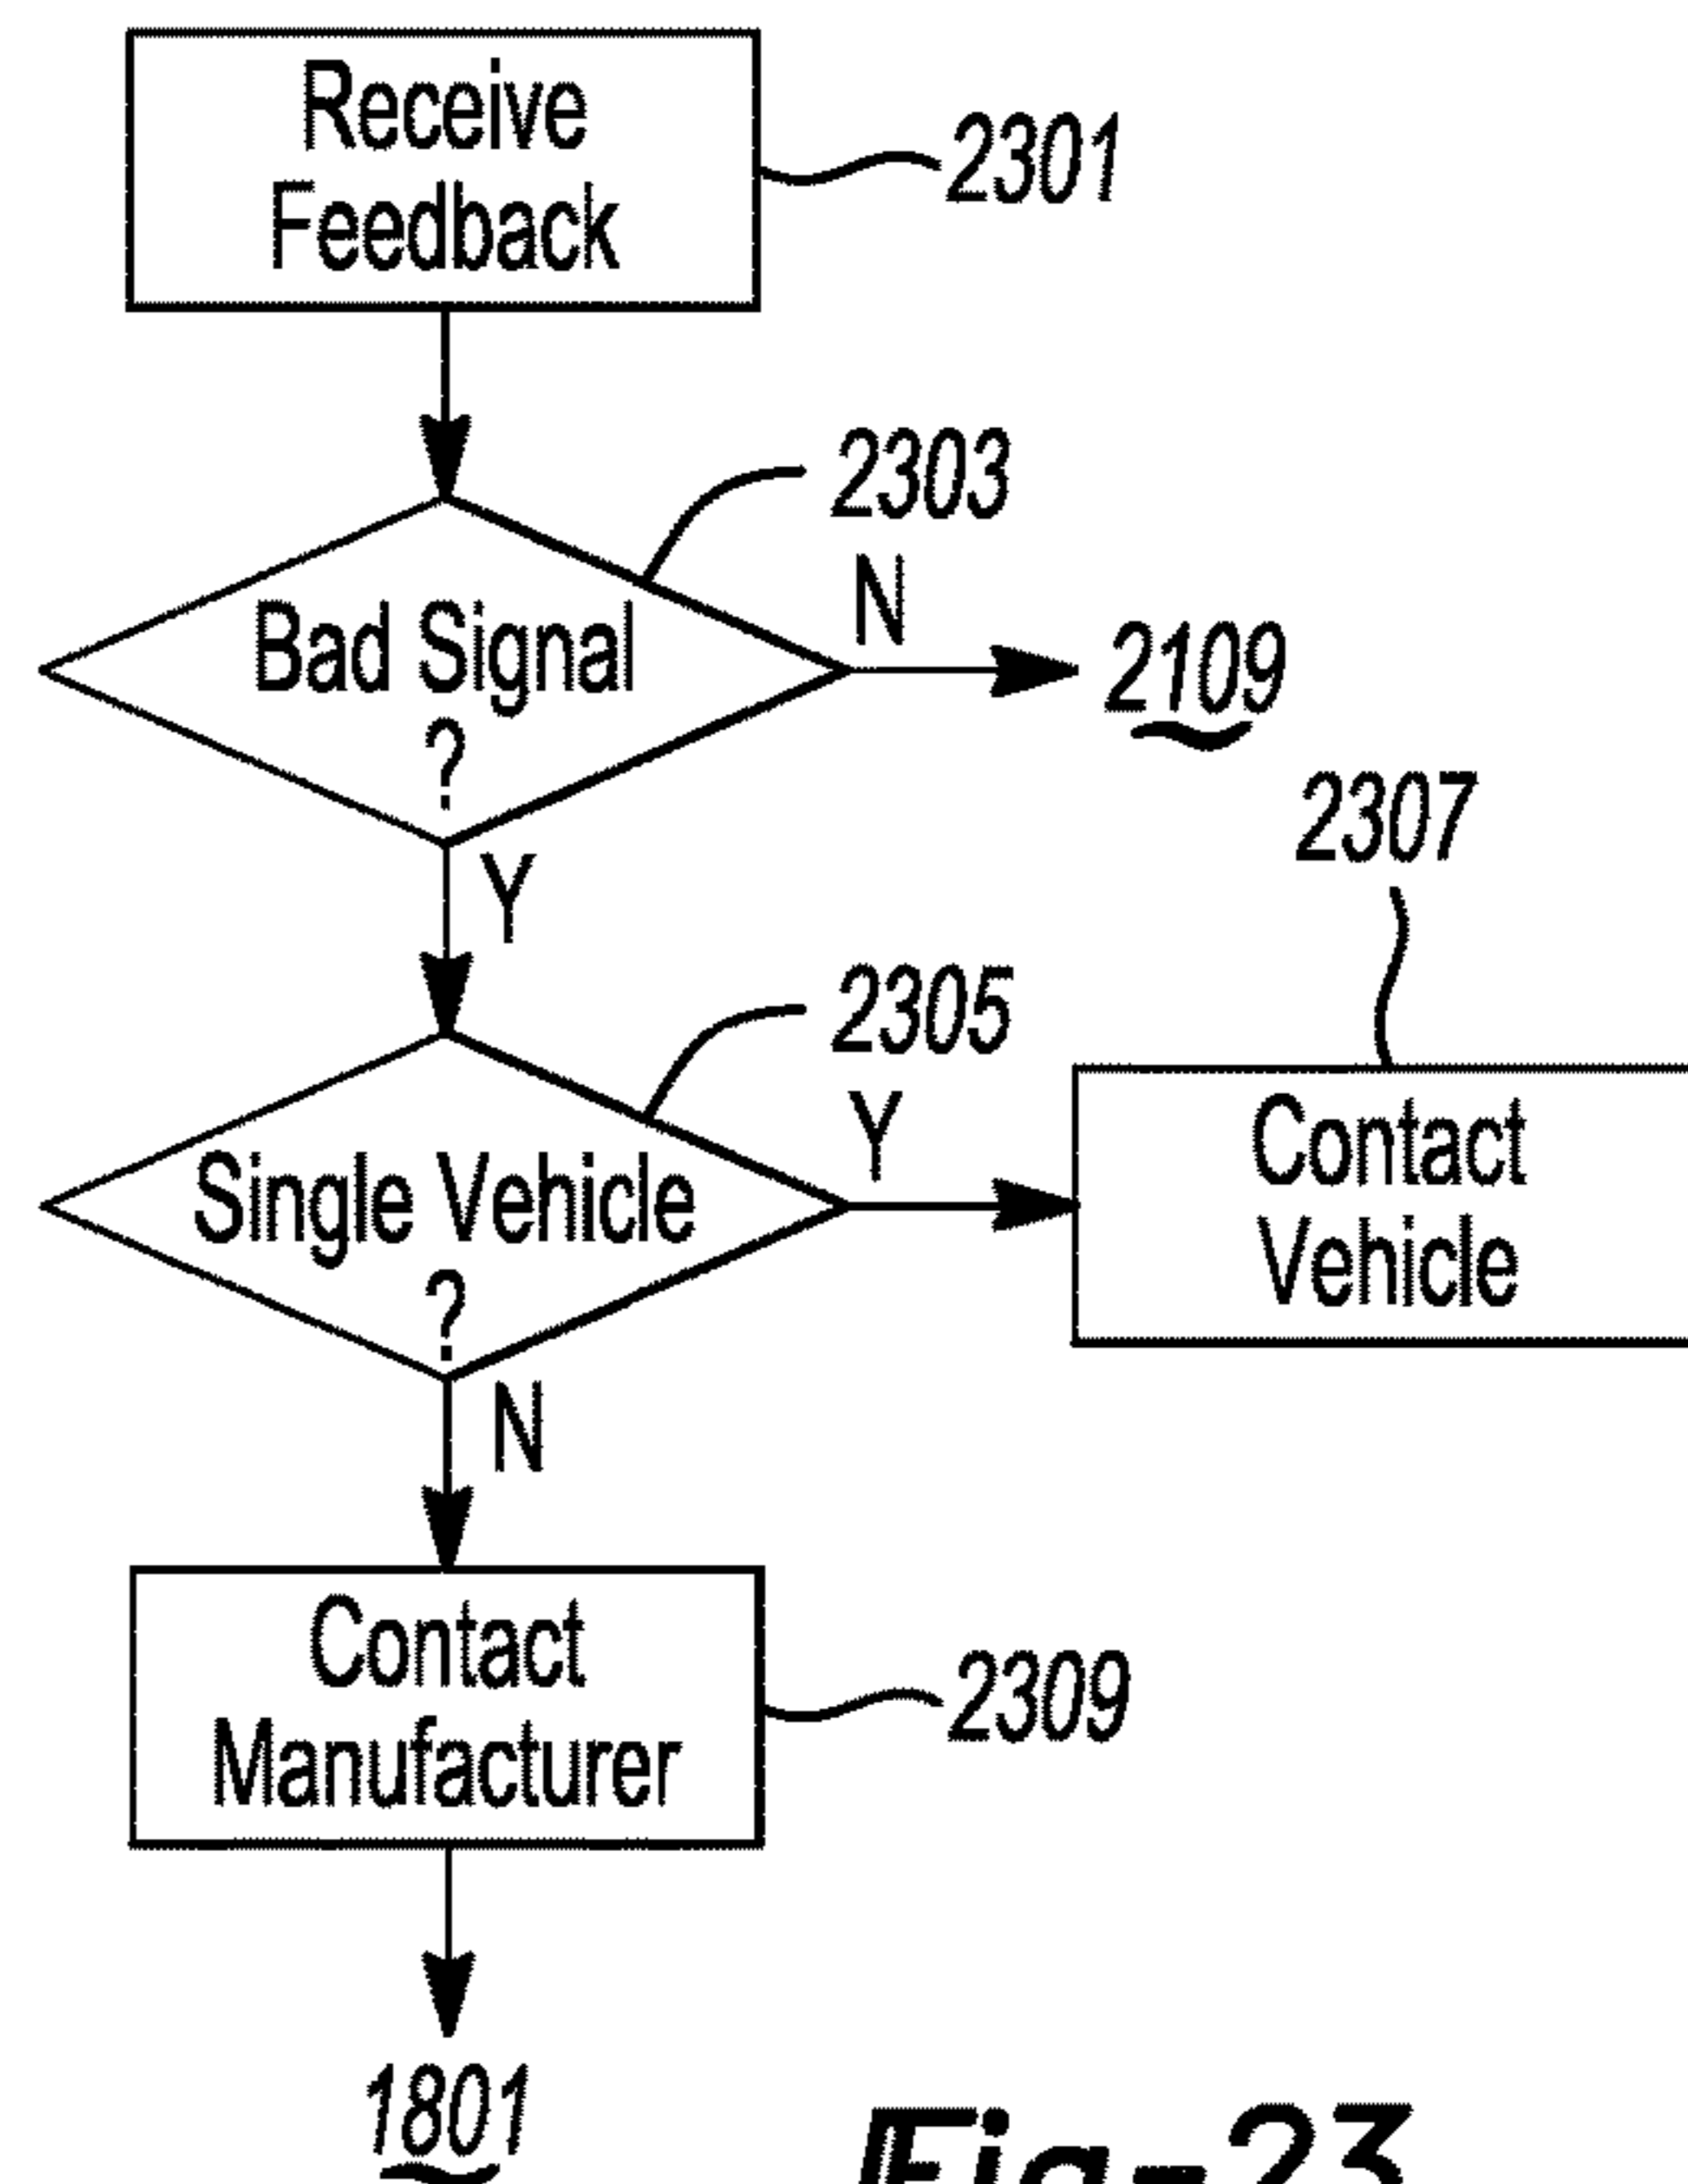 Receive
Feedback
2301
2303
Bad Signal
?
N
2109
Y
2307
2305
Single Vehicle
?
Y
Contact
Vehicle
N
Contact
Manufacturer
2309
1801
Fig-23